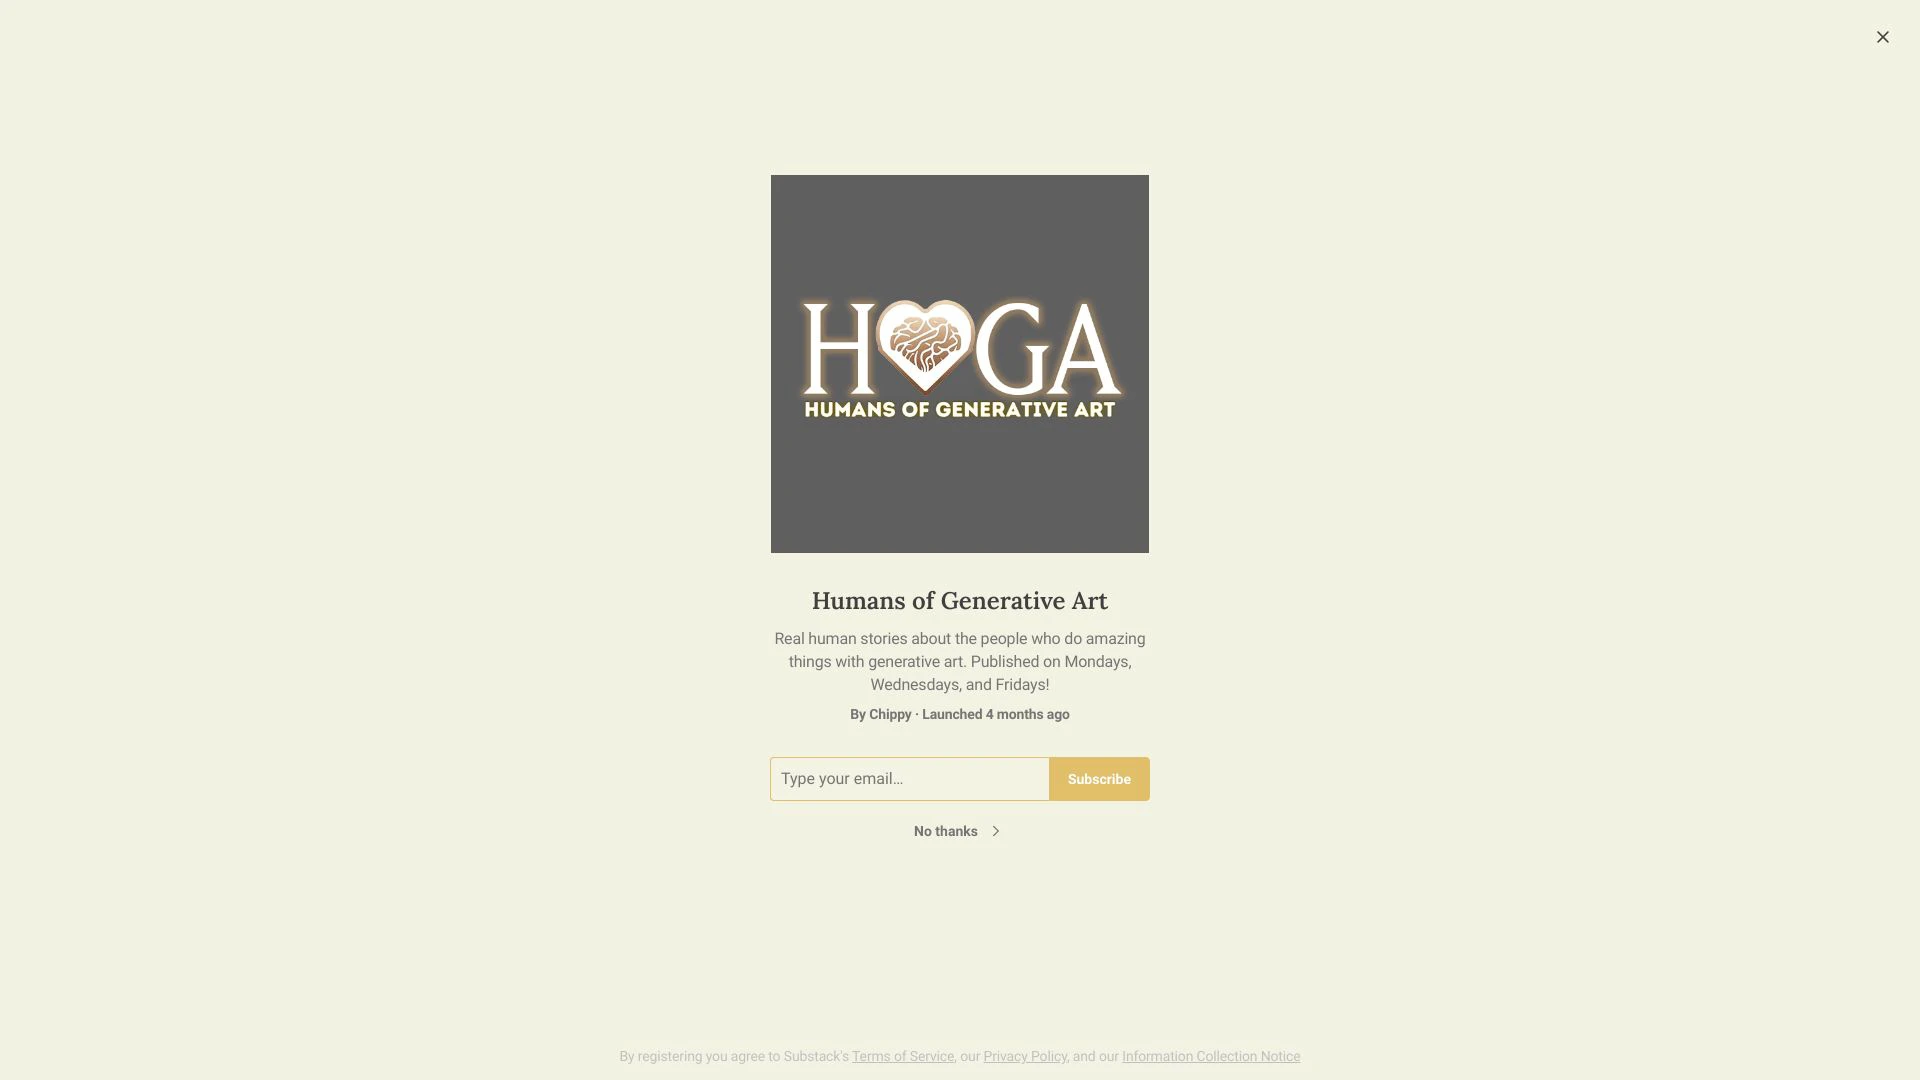 H GA
HUMANS OF GENERATIVE ART
Humans of Generative Art
Real human stories about the people who do amazing
things with generative art. Published on Mondays,
Wednesdays, and Fridays!
By Chippy · Launched 4 months ago
Type your email...
Subscribe
No thanks
By registering you agree to Substack's Terms of Service, our Privacy Policy, and our Information Collection Notice